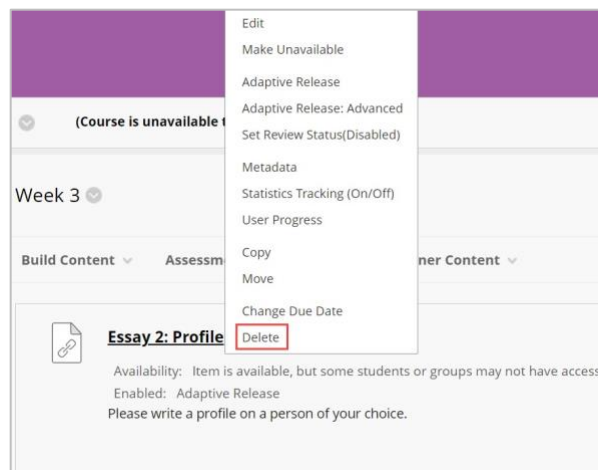 Edit
Make Unavailable
Adaptive Release
Adaptive Release: Advanced
Set Review Status(Disabled)
Metadata
Statistics Tracking (On/Off)
User Progress
Copy
Move
Change Due Date
Delete
(Course is unavailable
Week 3
Build Content
ner Content
Essay 2: Profile
Availability: Item is available, but some students or groups may not have access
Enabled: Adaptive Release
Please write a profile on a person of your choice.